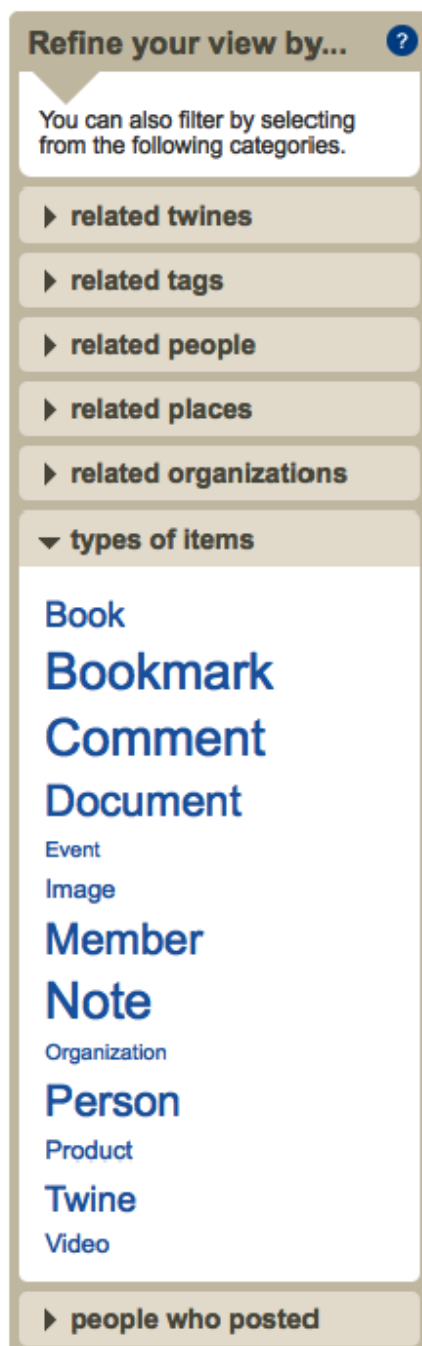 Refine your view by... ?
You can also filter by selecting
from the following categories.
related twines
related tags
related people
related places
related organizations
types of items
Book
Bookmark
Comment
Document
Event
Image
Member
Note
Organization
Person
Product
Twine
Video
people who posted